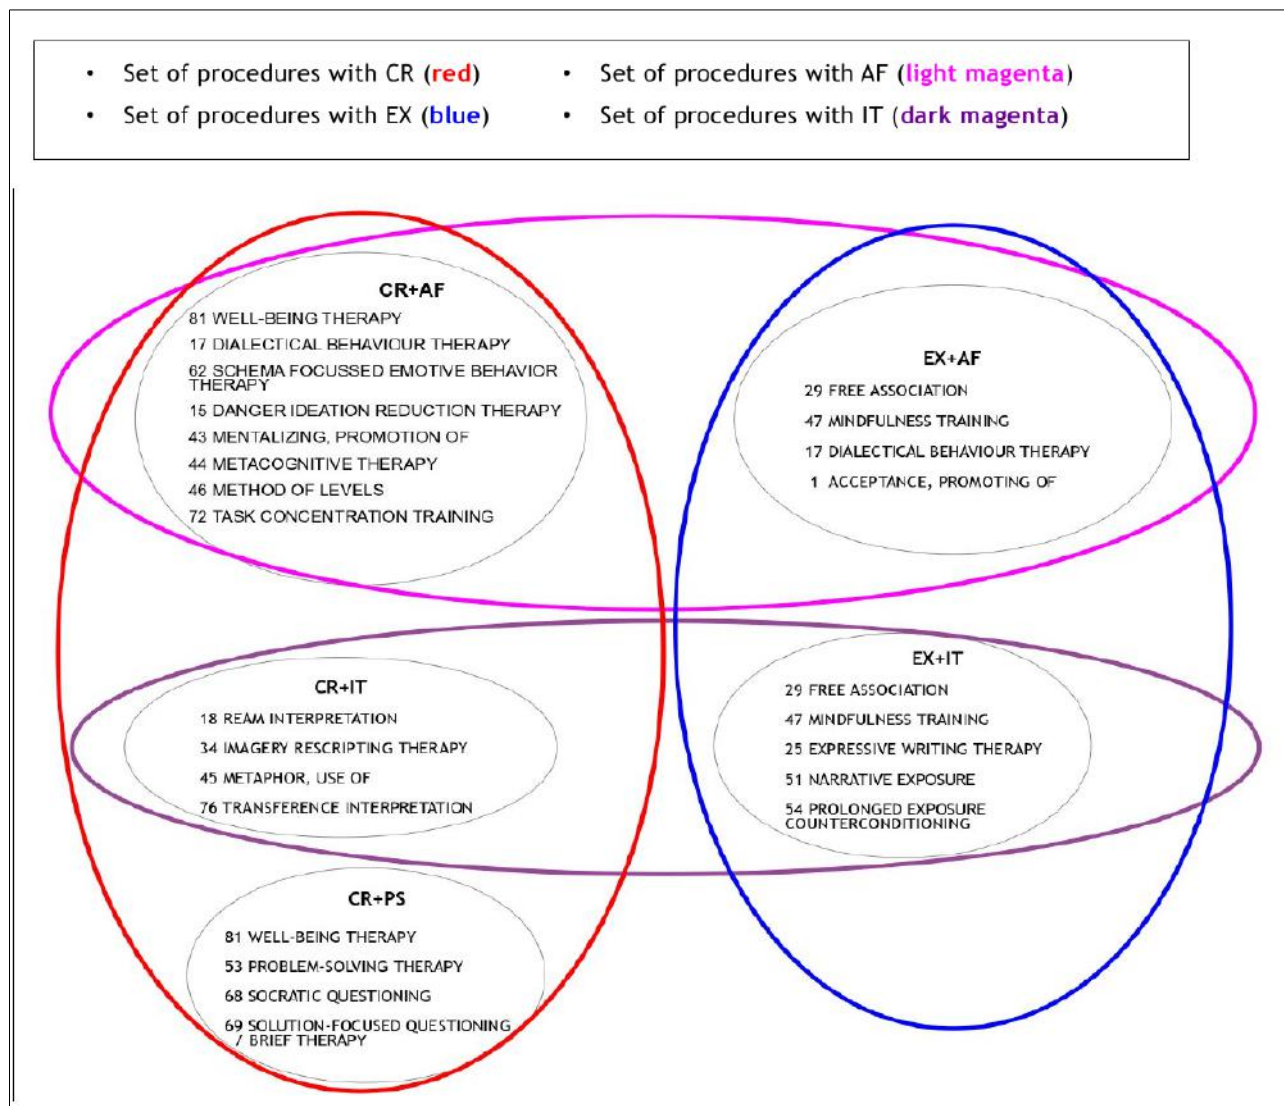 • Set of procedures with CR (red)
• Set of procedures with EX (blue)
• Set of procedures with AF (light magenta)
• Set of procedures with IT (dark magenta)
CR+AF
81 WELL-BEING THERAPY
17 DIALECTICAL BEHAVIOUR THERAPY
62 SCHEMA FOCUSSED EMOTIVE BEHAVIOR
THERAPY
15 DANGER IDEATION REDUCTION THERAPY
43 MENTALIZING, PROMOTION OF
44 METACOGNITIVE THERAPY
46 METHOD OF LEVELS
72 TASK CONCENTRATION TRAINING
EX+AF
29 FREE ASSOCIATION
47 MINDFULNESS TRAINING
17 DIALECTICAL BEHAVIOUR THERAPY
1 ACCEPTANCE, PROMOTING OF
CR+IT
18 REAM INTERPRETATION
34 IMAGERY RESCRIPTING THERAPY
45 METAPHOR, USE OF
76 TRANSFERENCE INTERPRETATION
EX+IT
29 FREE ASSOCIATION
47 MINDFULNESS TRAINING
25 EXPRESSIVE WRITING THERAPY
51 NARRATIVE EXPOSURE
54 PROLONGED EXPOSURE
COUNTERCONDITIONING
CR+PS
81 WELL-BEING THERAPY
53 PROBLEM-SOLVING THERAPY
68 SOCRATIC QUESTIONING
69 SOLUTION-FOCUSED QUESTIONING
/ BRIEF THERAPY